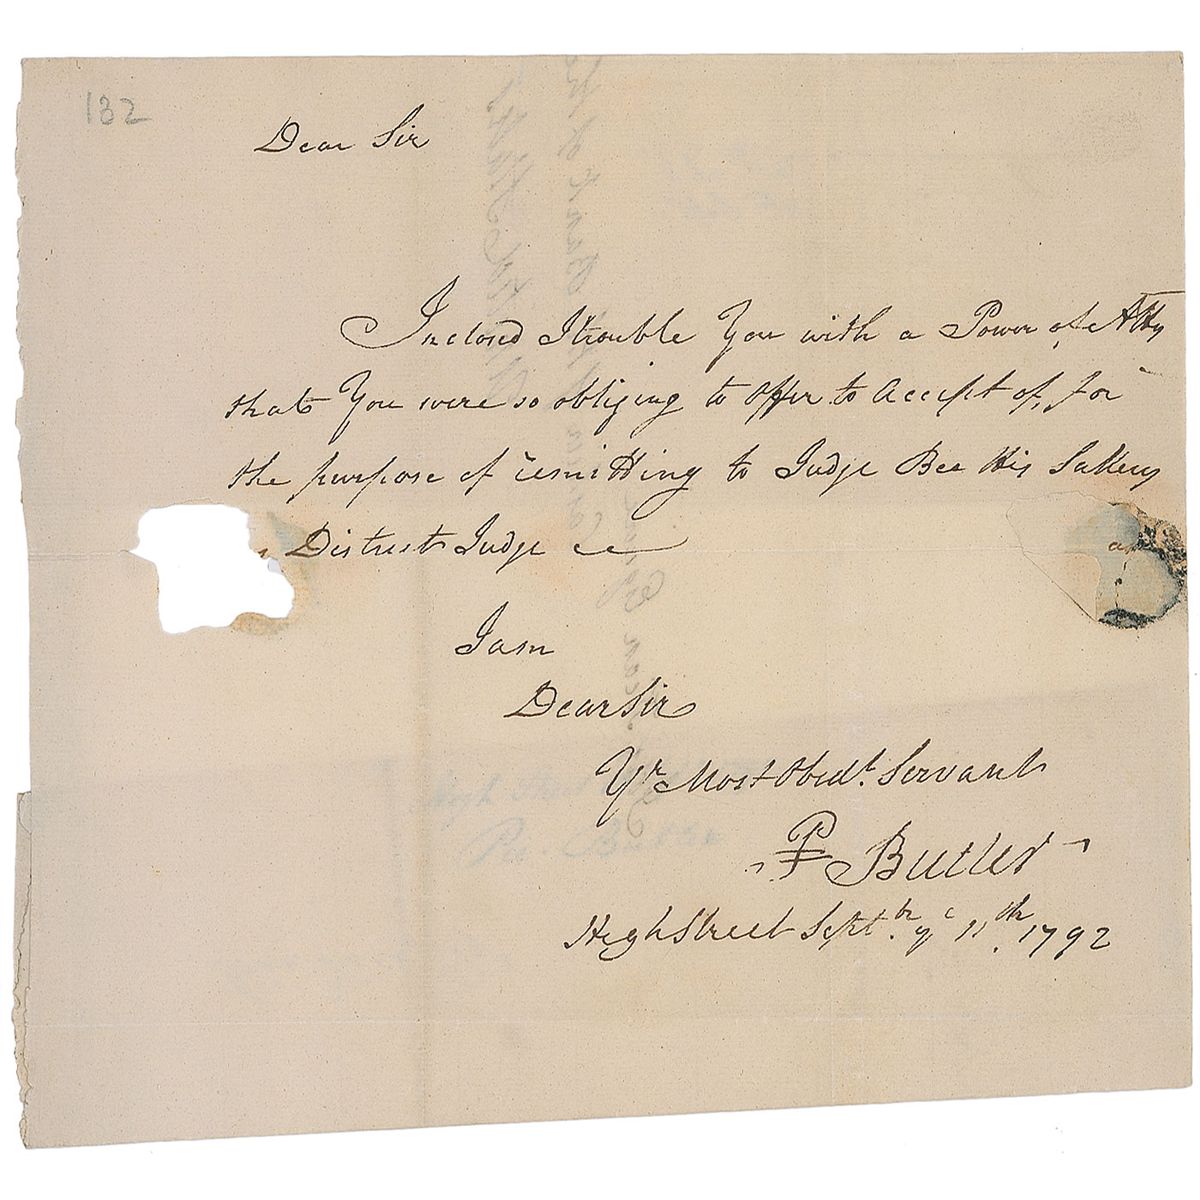 132
Dear Sir
Inclosed I trouble You with a Power of Atty
that You were so obliging to offer to Accept of, for
the purpose of remitting to Judge Bee His Sallery
as District Judge
I am
Dear Sir
Yr Most Obedt. Servant
P Butler
High Street Septbr. ye 11th. 1792